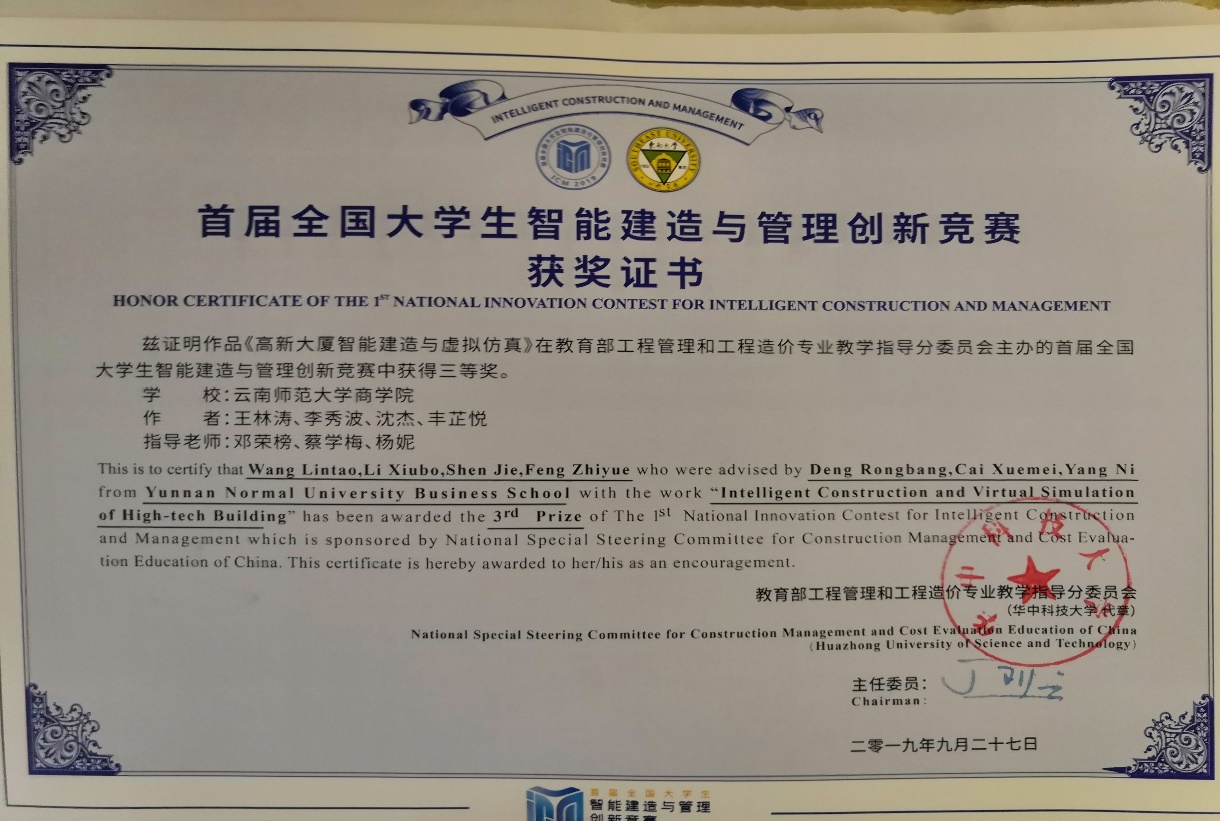 INTELLIGENT CONSTRUCTION AND MANAGEMENT
ICM 2019
SOUTHEAST UNIVERSITY
首届全国大学生智能建造与管理创新竞赛
获奖证书
HONOR CERTIFICATE OF THE 1ST NATIONAL INNOVATION CONTEST FOR INTELLIGENT CONSTRUCTION AND MANAGEMENT
兹证明作品《高新大厦智能建造与虚拟仿真》在教育部工程管理和工程造价专业教学指导分委员会主办的首届全国
大学生智能建造与管理创新竞赛中获得三等奖。
学 校：云南师范大学商学院
作 者：王林涛、李秀波、沈杰、丰芷悦
指导老师：邓荣榜、蔡学梅、杨妮
This is to certify that Wang Lintao,Li Xiubo,Shen Jie,Feng Zhiyue who were advised by Deng Rongbang,Cai Xuemei,Yang Ni
from Yunnan Normal University Business School with the work “Intelligent Construction and Virtual Simulation
of High-tech Building” has been awarded the 3rd Prize of The 1st National Innovation Contest for Intelligent Construction
and Management which is sponsored by National Special Steering Committee for Construction Management and Cost Evalua-
tion Education of China. This certificate is hereby awarded to her/his as an encouragement.
教育部工程管理和工程造价专业教学指导分委员会
（华中科技大学代章）
National Special Steering Committee for Construction Management and Cost Evaluation Education of China
(Huazhong University of Science and Technology)
主任委员：
Chairman:
二零一九年九月二十七日
首届全国大学生
智能建造与管理
创新竞赛